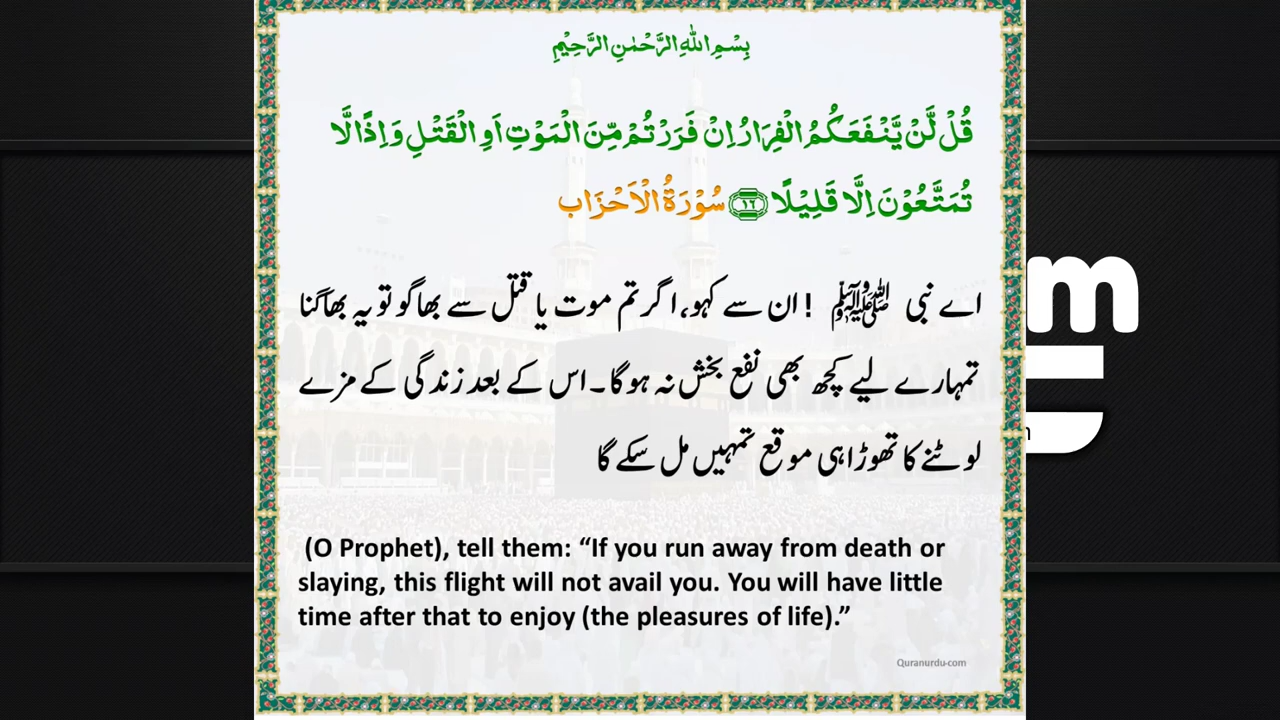 بِسْمِ اللهِ الرَّحْمٰنِ الرَّحِيْمِ
قُلْ لَّنْ يَّنْفَعَكُمُ الْفِرَارُ اِنْ فَرَرْتُمْ مِّنَ الْمَوْتِ اَوِ الْقَتْلِ وَاِذًا لَّا
تُمَتَّعُوْنَ اِلَّا قَلِيْلًا ﴿١٦﴾ سُوْرَةُ الْاَحْزَاب
اے نبی ﷺ ! ان سے کہو، اگر تم موت یا قتل سے بھاگو تو یہ بھاگنا
تمہارے لیے کچھ بھی نفع بخش نہ ہوگا۔ اس کے بعد زندگی کے مزے
لوٹنے کا تھوڑا ہی موقع تمہیں مل سکے گا
(O Prophet), tell them: “If you run away from death or
slaying, this flight will not avail you. You will have little
time after that to enjoy (the pleasures of life).”
Quranurdu-com
m